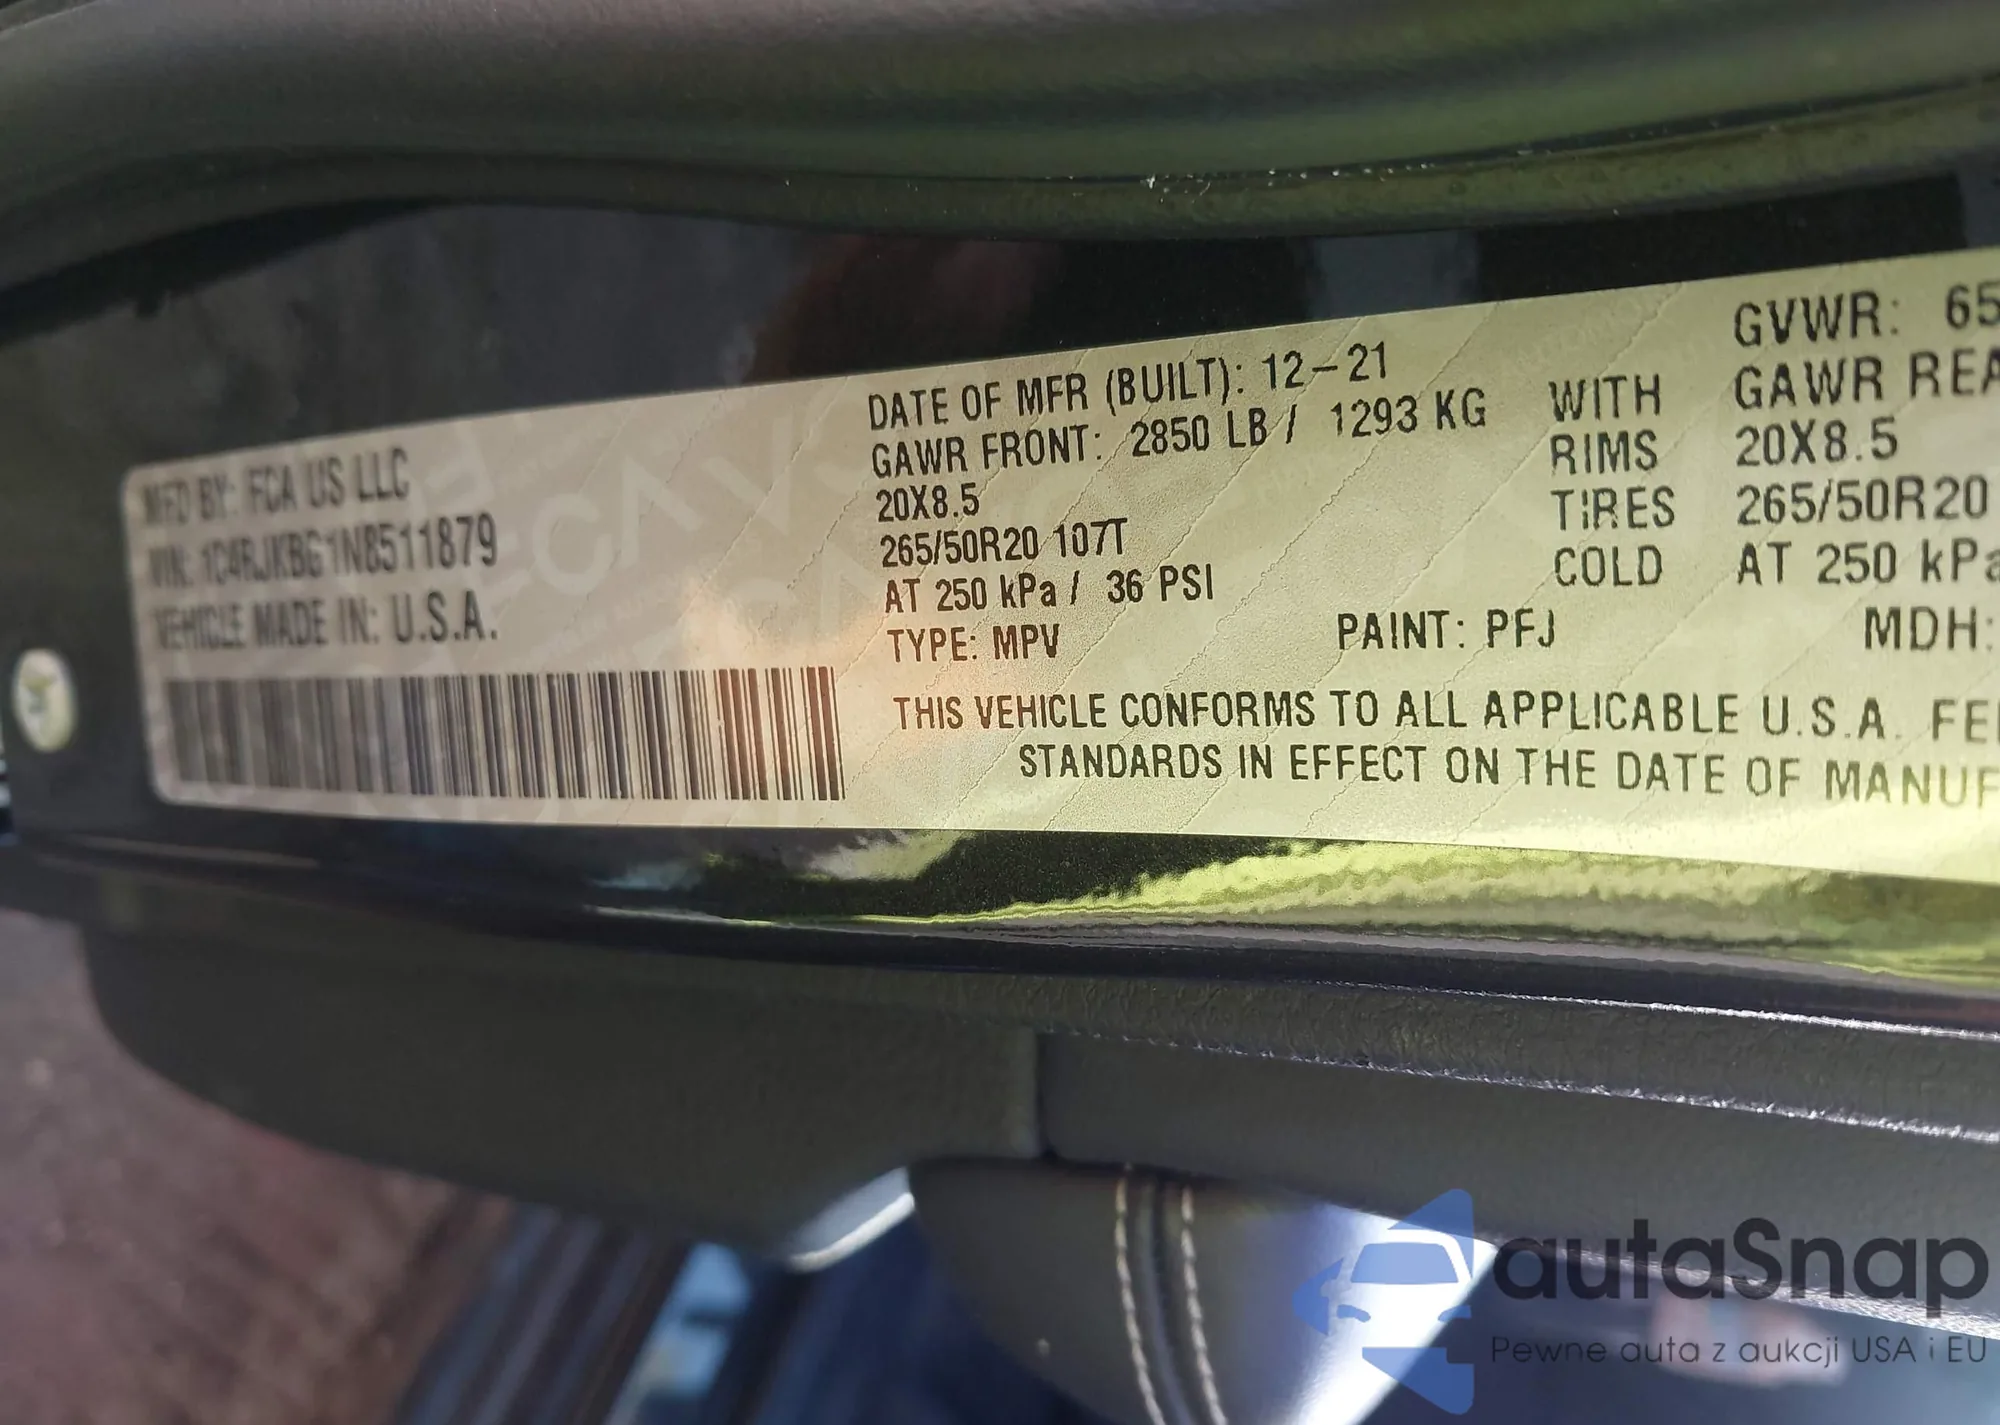 MFD BY: FCA US LLC
VIN: 1C4RJKBG1N8511879
VEHICLE MADE IN: U.S.A.
DATE OF MFR (BUILT): 12-21
GAWR FRONT: 2850 LB / 1293 KG
20X8.5
265/50R20 107T
AT 250 kPa / 36 PSI
TYPE: MPV
WITH
RIMS
TIRES
COLD
PAINT: PFJ
GVWR: 65
GAWR REA
20X8.5
265/50R20
AT 250 kPa
MDH:
THIS VEHICLE CONFORMS TO ALL APPLICABLE U.S.A. FE
STANDARDS IN EFFECT ON THE DATE OF MANUF
autaSnap
Pewne auta z aukcji USA i EU